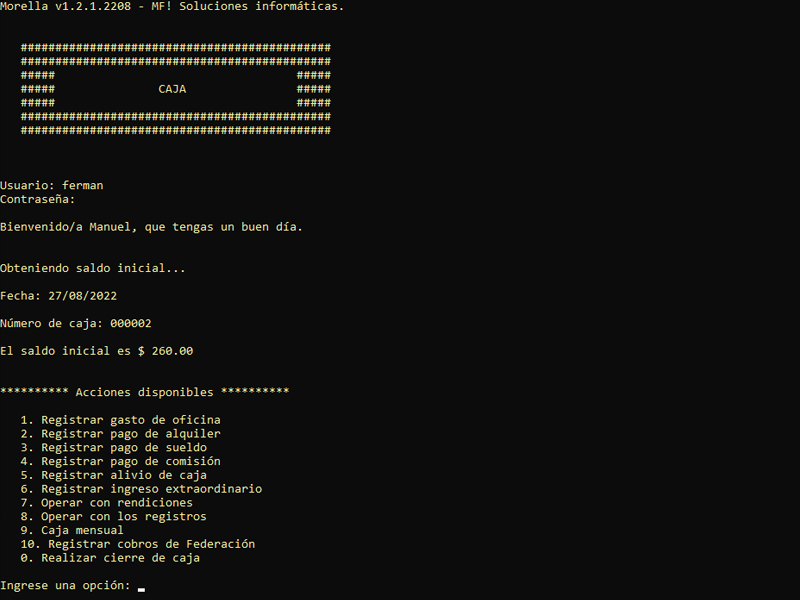 Morella v1.2.1.2208 - MF! Soluciones informáticas.
#############################################
#############################################
##### #####
##### CAJA #####
##### #####
#############################################
#############################################
Usuario: ferman
Contraseña:
Bienvenido/a Manuel, que tengas un buen día.
Obteniendo saldo inicial...
Fecha: 27/08/2022
Número de caja: 000002
El saldo inicial es $ 260.00
********** Acciones disponibles **********
1. Registrar gasto de oficina
2. Registrar pago de alquiler
3. Registrar pago de sueldo
4. Registrar pago de comisión
5. Registrar alivio de caja
6. Registrar ingreso extraordinario
7. Operar con rendiciones
8. Operar con los registros
9. Caja mensual
10. Registrar cobros de Federación
0. Realizar cierre de caja
Ingrese una opción: